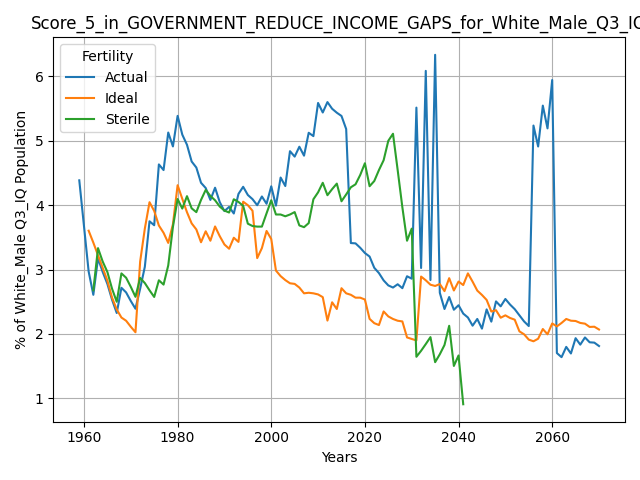 Score_5_in_GOVERNMENT_REDUCE_INCOME_GAPS_for_White_Male_Q3_IQ
Fertility
Actual
Ideal
Sterile
% of White_Male Q3_IQ Population
6
5
4
3
2
1
1960 1980 2000 2020 2040 2060
Years